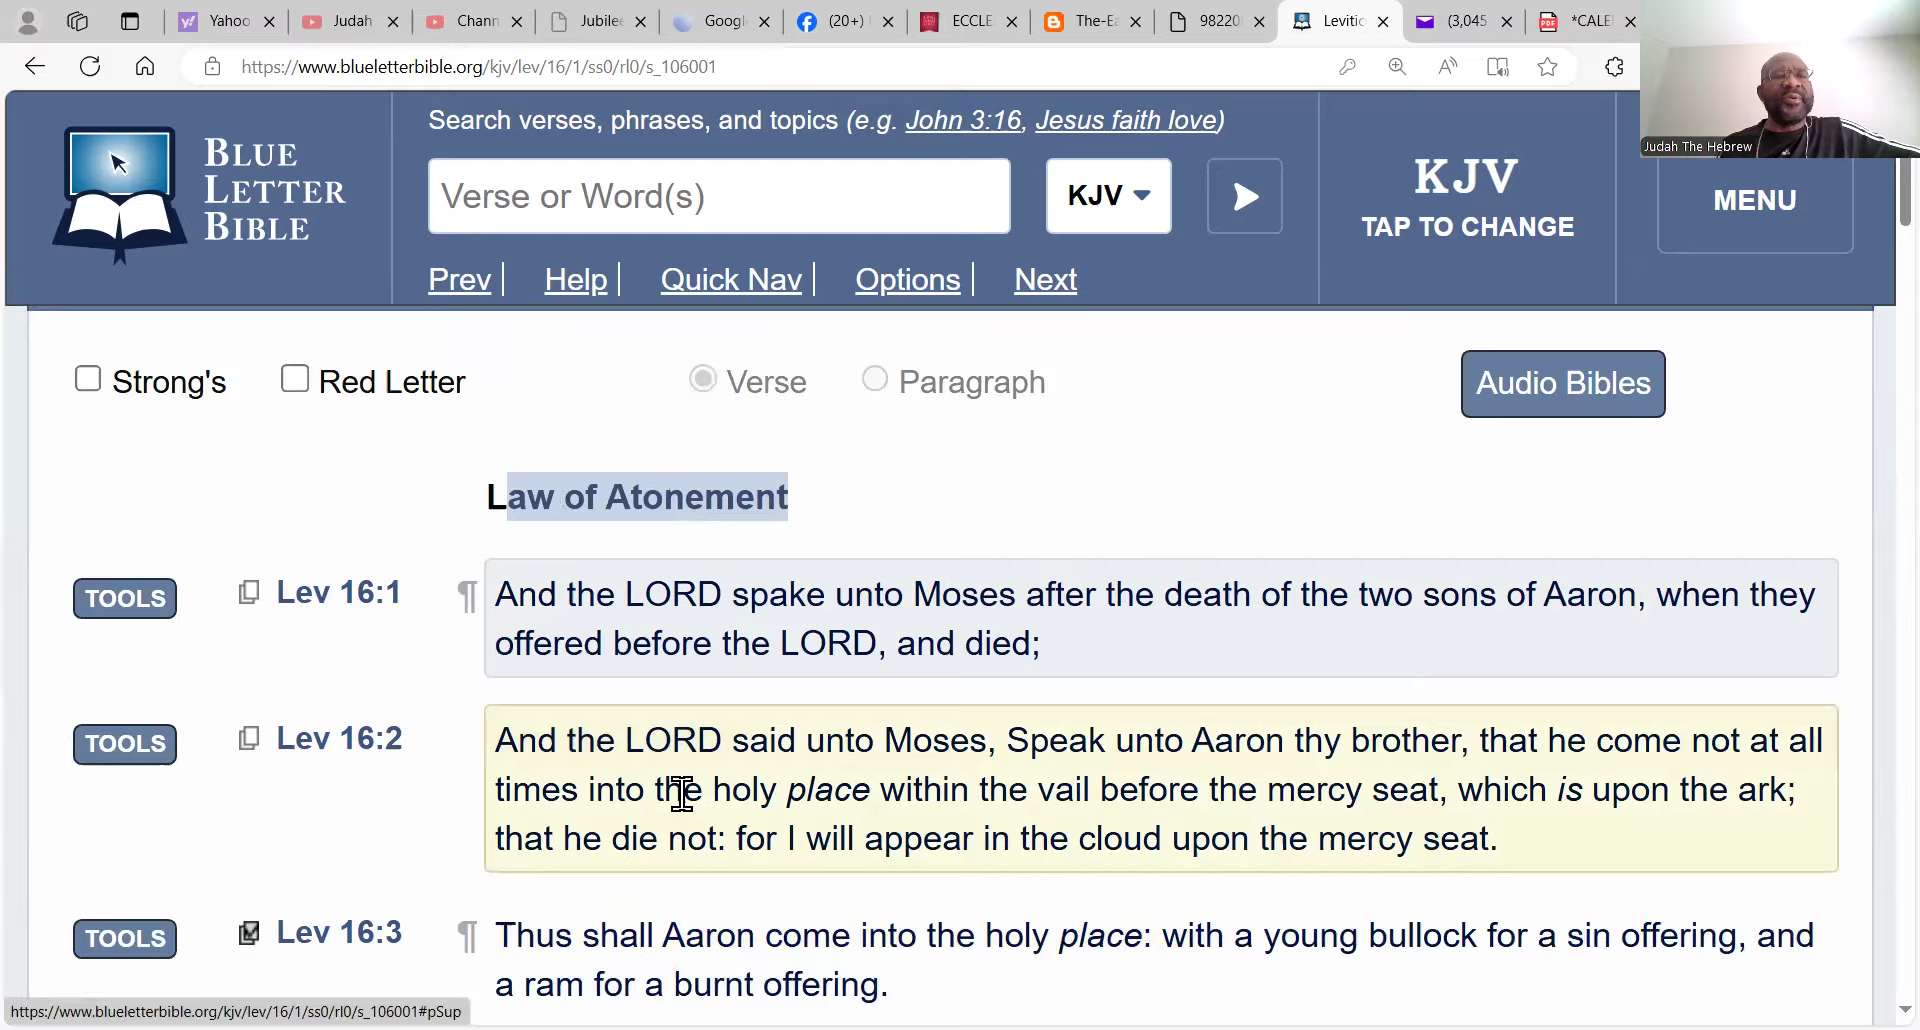 Yahoo
Judah
Chann
Jubilee
Googl
(20+)
ECCLE
The-Ea
98220
Levitic
(3,045
*CALE
https://www.blueletterbible.org/kjv/lev/16/1/ss0/rl0/s_106001
Judah The Hebrew
BLUE
LETTER
BIBLE
Search verses, phrases, and topics (e.g. John 3:16, Jesus faith love)
Verse or Word(s)
KJV
KJV
TAP TO CHANGE
MENU
Prev
Help
Quick Nav
Options
Next
Strong's
Red Letter
Verse
Paragraph
Audio Bibles
Law of Atonement
TOOLS
Lev 16:1
¶ And the LORD spake unto Moses after the death of the two sons of Aaron, when they
offered before the LORD, and died;
TOOLS
Lev 16:2
And the LORD said unto Moses, Speak unto Aaron thy brother, that he come not at all
times into the holy place within the vail before the mercy seat, which is upon the ark;
that he die not: for I will appear in the cloud upon the mercy seat.
TOOLS
Lev 16:3
¶ Thus shall Aaron come into the holy place: with a young bullock for a sin offering, and
a ram for a burnt offering.
https://www.blueletterbible.org/kjv/lev/16/1/ss0/rl0/s_106001#pSup